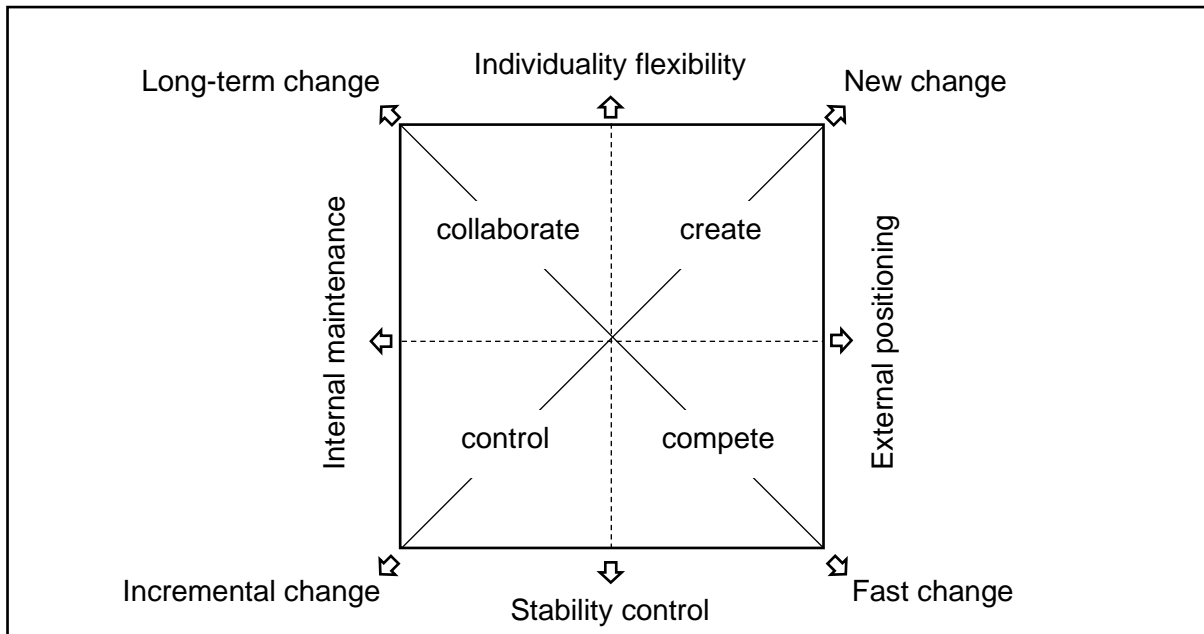 Individuality flexibility
Long-term change
New change
Internal maintenance
collaborate
create
External positioning
control
compete
Incremental change
Stability control
Fast change